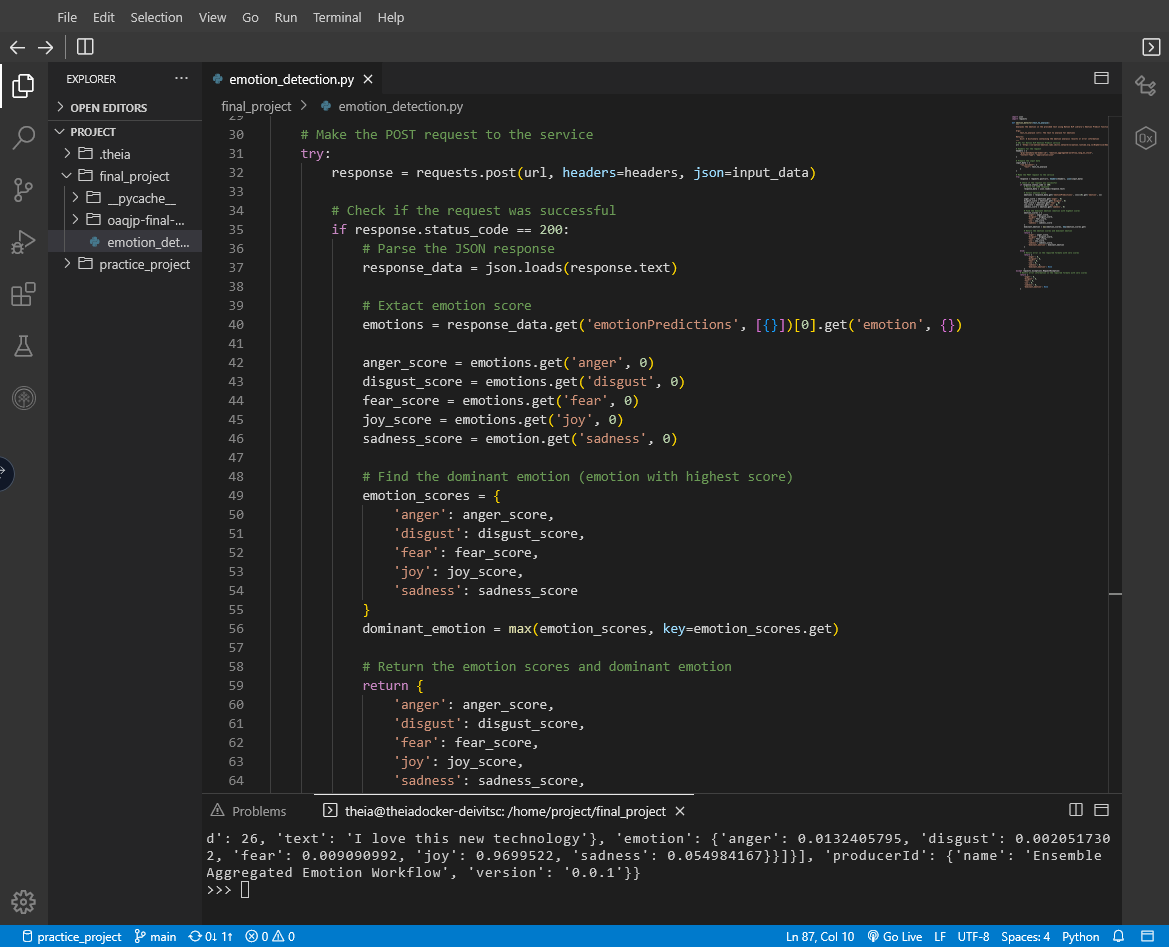 File Edit Selection View Go Run Terminal Help
EXPLORER
OPEN EDITORS
PROJECT
.theia
final_project
__pycache__
oaqjp-final-...
emotion_det...
practice_project
emotion_detection.py
final_project > emotion_detection.py
29
30 # Make the POST request to the service
31 try:
32 response = requests.post(url, headers=headers, json=input_data)
33
34 # Check if the request was successful
35 if response.status_code == 200:
36 # Parse the JSON response
37 response_data = json.loads(response.text)
38
39 # Extact emotion score
40 emotions = response_data.get('emotionPredictions', [{}])[0].get('emotion', {})
41
42 anger_score = emotions.get('anger', 0)
43 disgust_score = emotions.get('disgust', 0)
44 fear_score = emotions.get('fear', 0)
45 joy_score = emotions.get('joy', 0)
46 sadness_score = emotion.get('sadness', 0)
47
48 # Find the dominant emotion (emotion with highest score)
49 emotion_scores = {
50 'anger': anger_score,
51 'disgust': disgust_score,
52 'fear': fear_score,
53 'joy': joy_score,
54 'sadness': sadness_score
55 }
56 dominant_emotion = max(emotion_scores, key=emotion_scores.get)
57
58 # Return the emotion scores and dominant emotion
59 return {
60 'anger': anger_score,
61 'disgust': disgust_score,
62 'fear': fear_score,
63 'joy': joy_score,
64 'sadness': sadness_score,
Problems theia@theiadocker-deivitsc: /home/project/final_project
d': 26, 'text': 'I love this new technology'}, 'emotion': {'anger': 0.0132405795, 'disgust': 0.002051730
2, 'fear': 0.009090992, 'joy': 0.9699522, 'sadness': 0.054984167}}]}], 'producerId': {'name': 'Ensemble
Aggregated Emotion Workflow', 'version': '0.0.1'}}
>>>
practice_project main 0↓ 1↑ 0 0 Ln 87, Col 10 Go Live LF UTF-8 Spaces: 4 Python